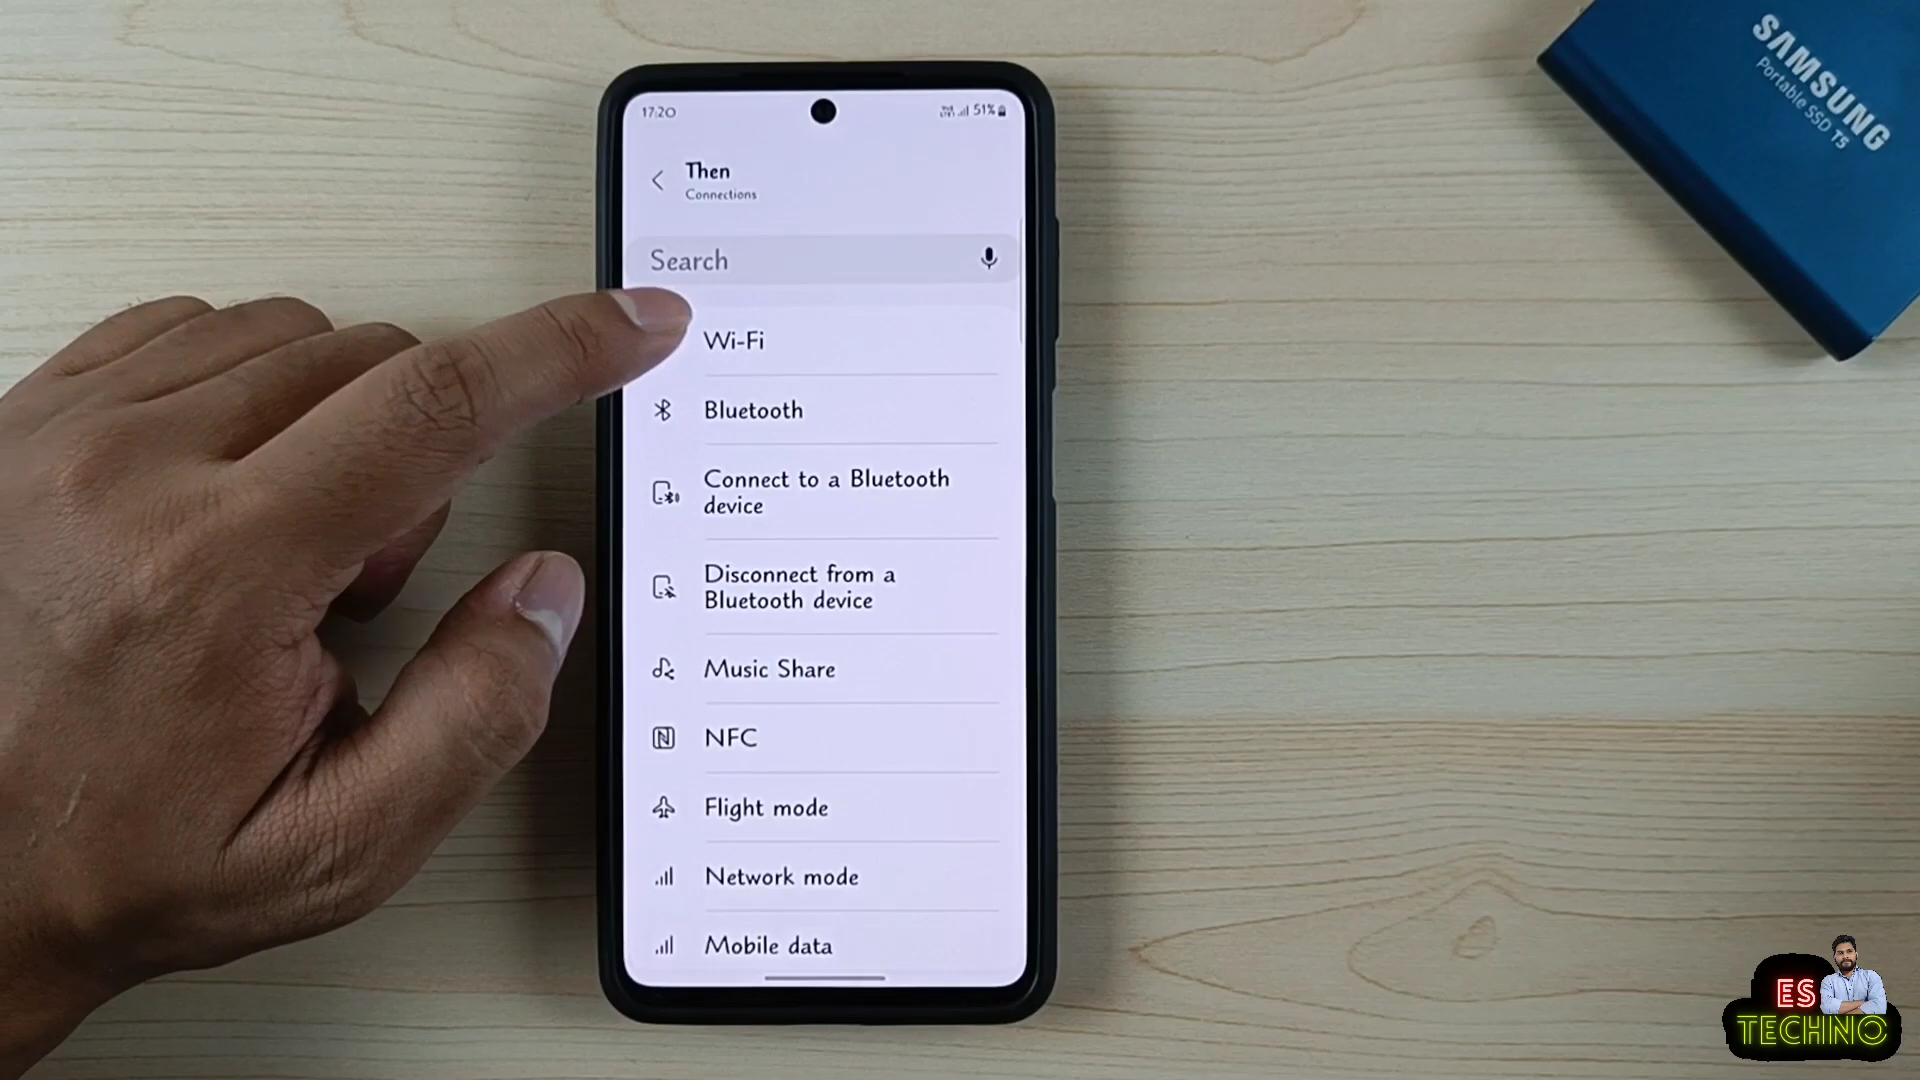 17:20
51%
Then
Connections
Search
Wi-Fi
Bluetooth
Connect to a Bluetooth
device
Disconnect from a
Bluetooth device
Music Share
NFC
Flight mode
Network mode
Mobile data
SAMSUNG
Portable SSD T5
ES
TECHNO